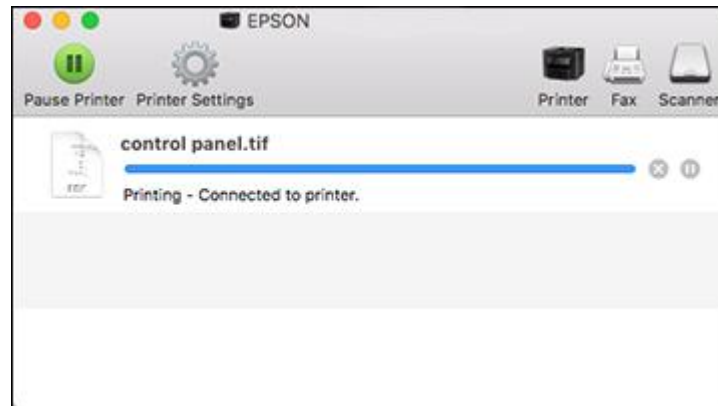 EPSON
Pause Printer Printer Settings Printer Fax Scanner
control panel.tif
Printing - Connected to printer.